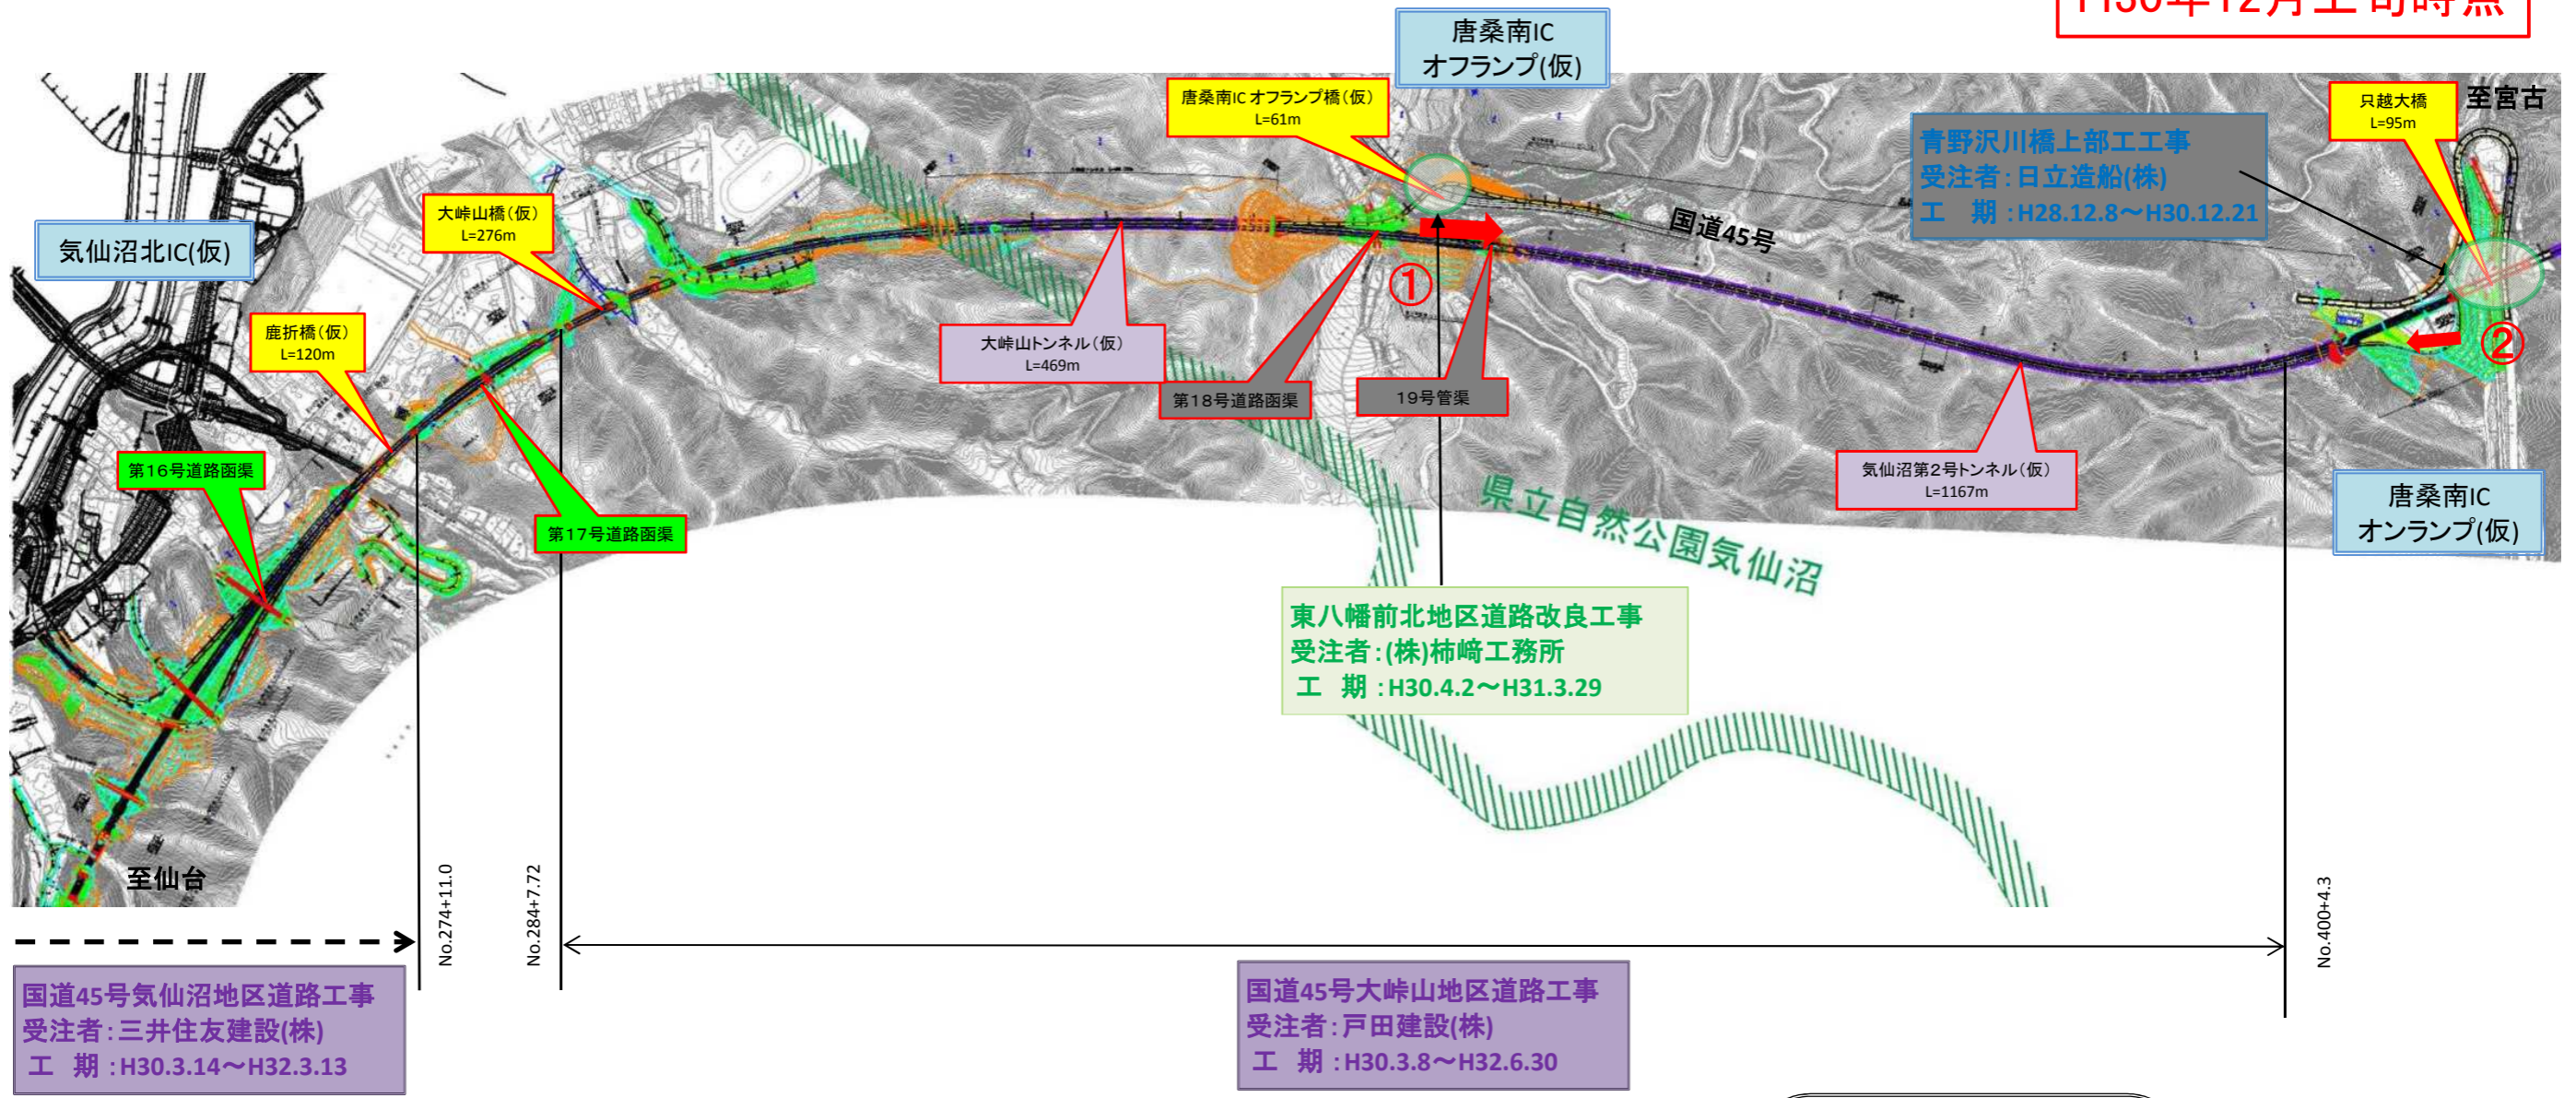 H30年12月上旬時点
唐桑南IC
オフランプ(仮)
唐桑南IC オフランプ橋(仮)
L=61m
只越大橋
L=95m
至宮古
青野沢川橋上部工工事
受注者:日立造船(株)
工 期:H28.12.8～H30.12.21
大峠山橋(仮)
L=276m
気仙沼北IC(仮)
国道45号
①
②
鹿折橋(仮)
L=120m
大峠山トンネル(仮)
L=469m
第18号道路函渠
19号管渠
第16号道路函渠
第17号道路函渠
気仙沼第2号トンネル(仮)
L=1167m
唐桑南IC
オンランプ(仮)
県立自然公園気仙沼
東八幡前北地区道路改良工事
受注者:(株)柿﨑工務所
工 期:H30.4.2～H31.3.29
至仙台
No.274+11.0
No.284+7.72
No.400+4.3
国道45号気仙沼地区道路工事
受注者:三井住友建設(株)
工 期:H30.3.14～H32.3.13
国道45号大峠山地区道路工事
受注者:戸田建設(株)
工 期:H30.3.8～H32.6.30